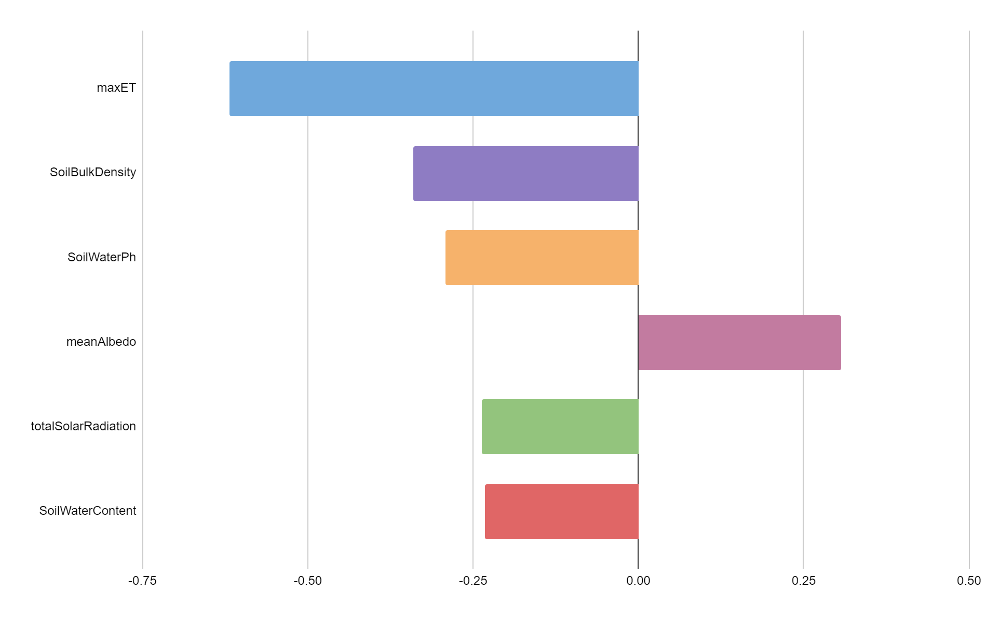 maxET
SoilBulkDensity
SoilWaterPh
meanAlbedo
totalSolarRadiation
SoilWaterContent
-0.75 -0.50 -0.25 0.00 0.25 0.50